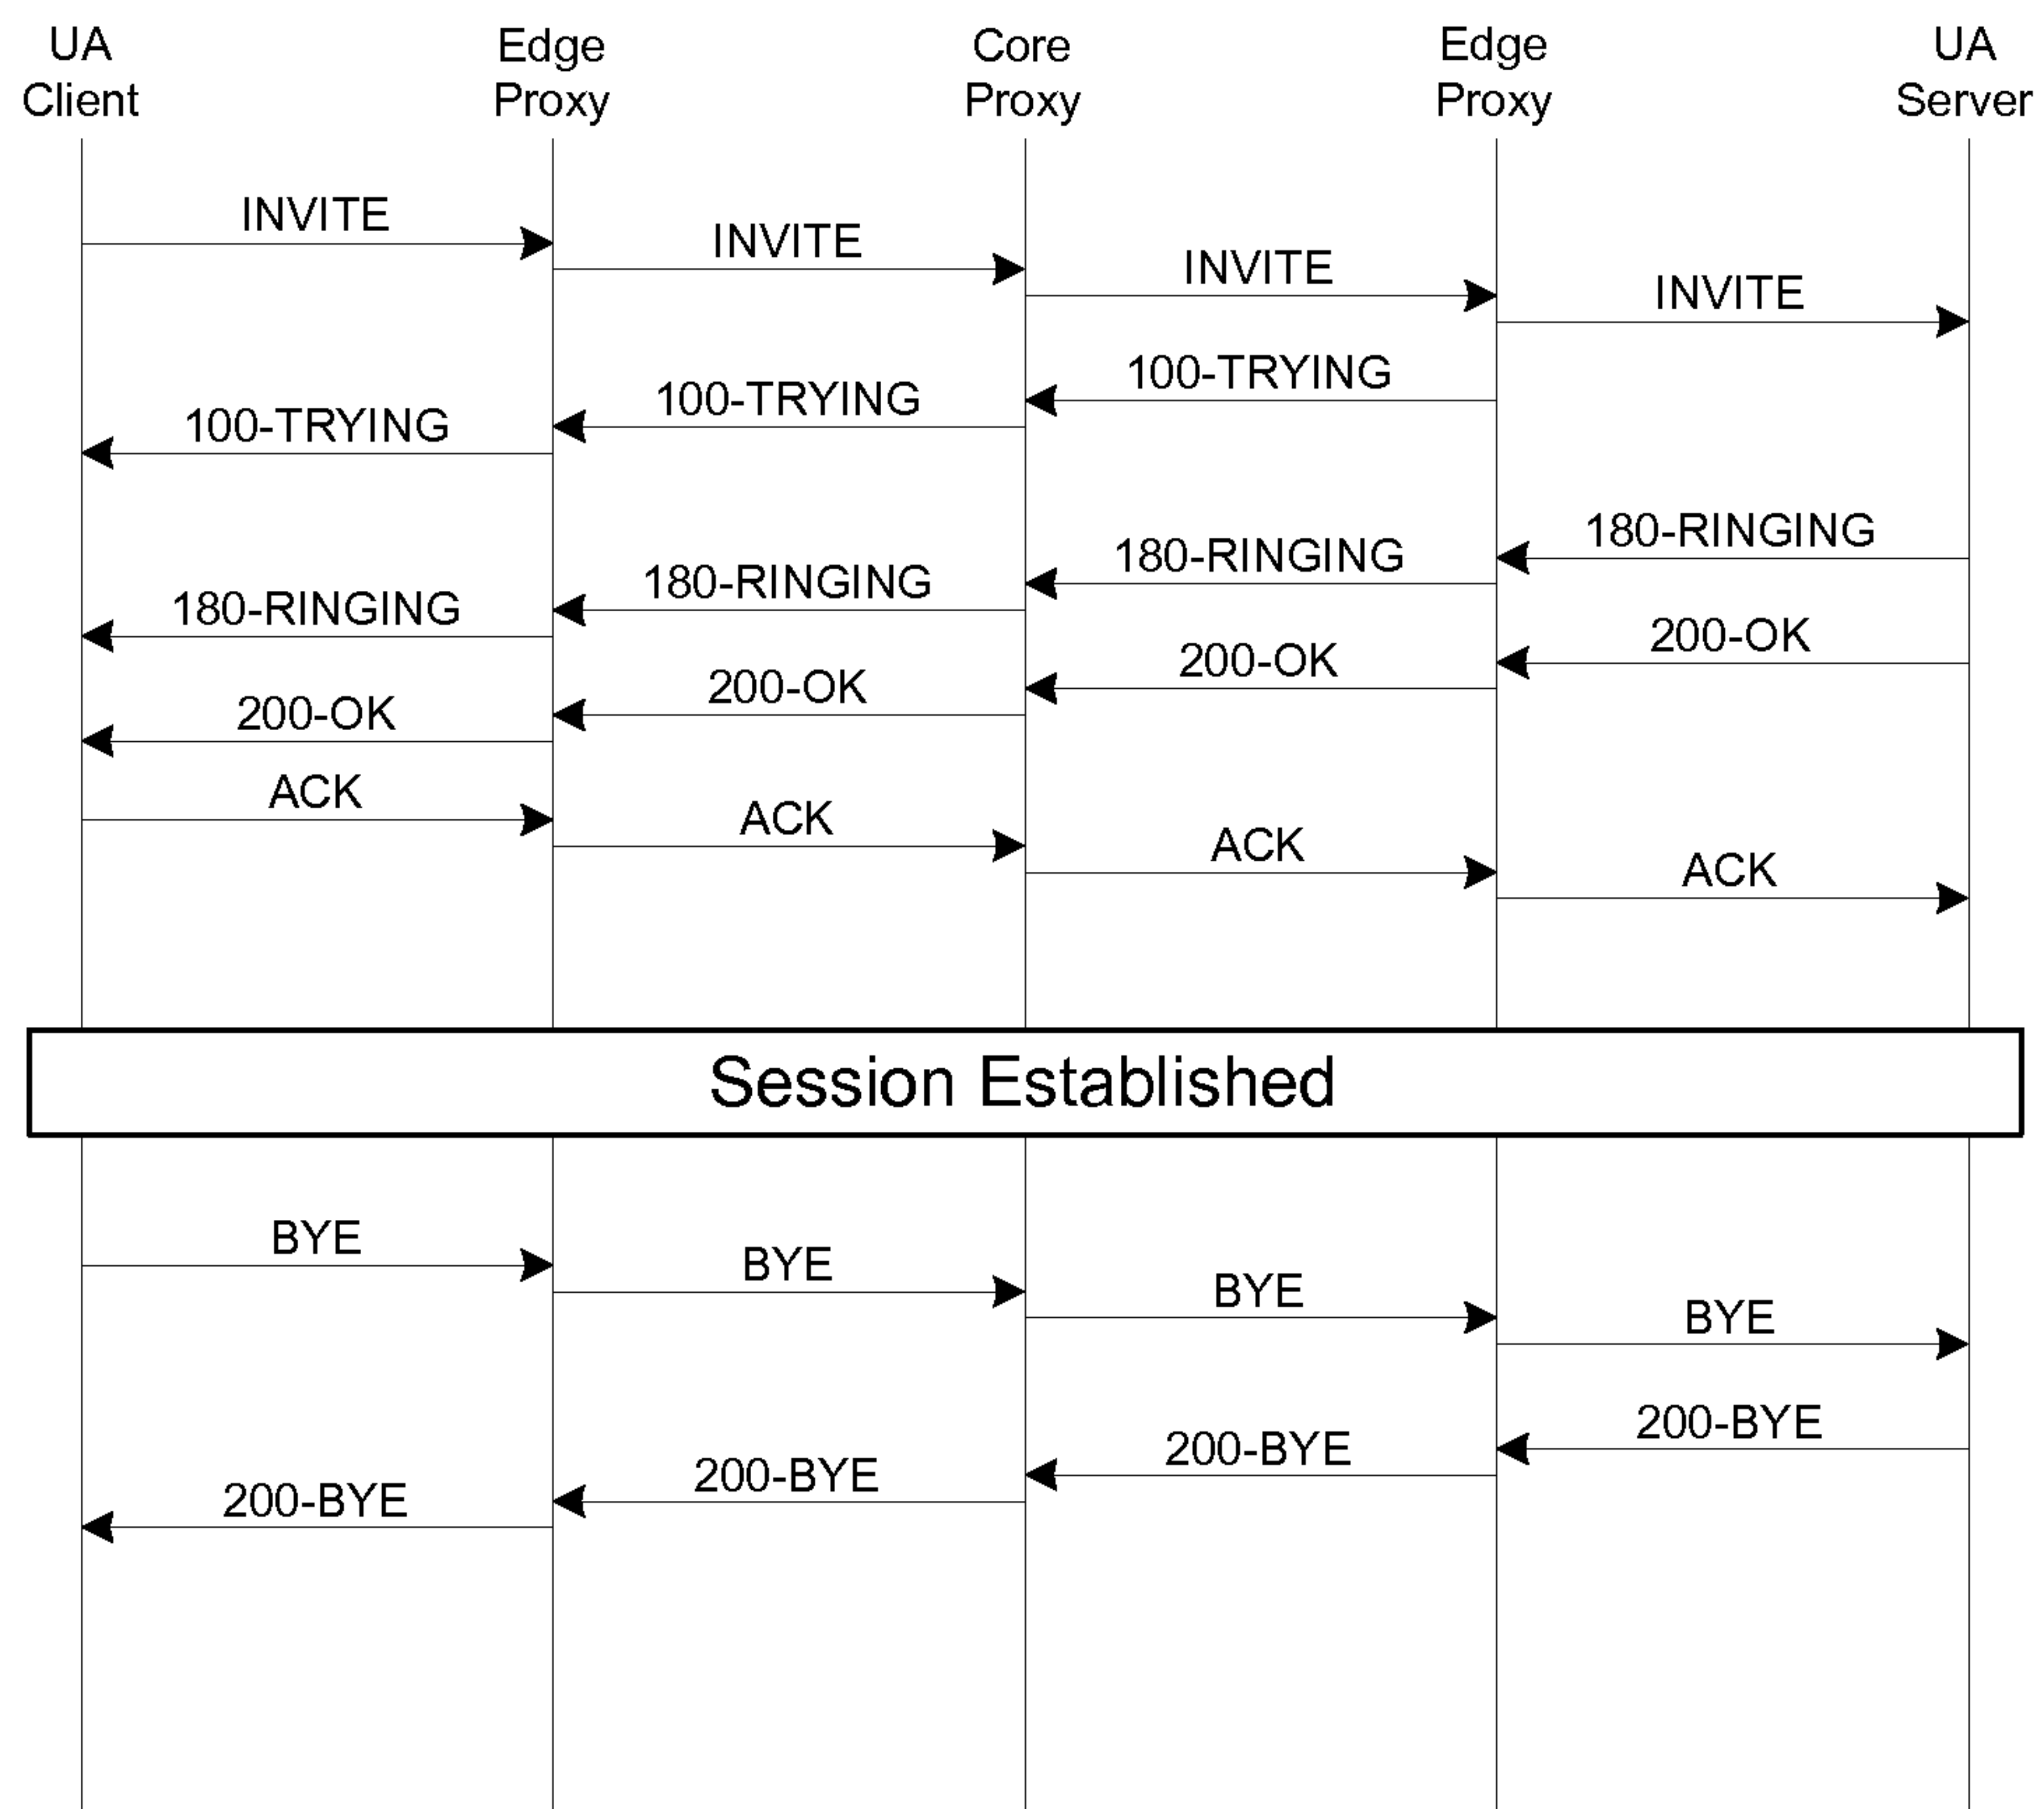 UA
Client
Edge
Proxy
Core
Proxy
Edge
Proxy
UA
Server
INVITE
INVITE
INVITE
INVITE
100-TRYING
100-TRYING
100-TRYING
180-RINGING
180-RINGING
180-RINGING
180-RINGING
200-OK
200-OK
200-OK
200-OK
ACK
ACK
ACK
ACK
Session Established
BYE
BYE
BYE
BYE
200-BYE
200-BYE
200-BYE
200-BYE